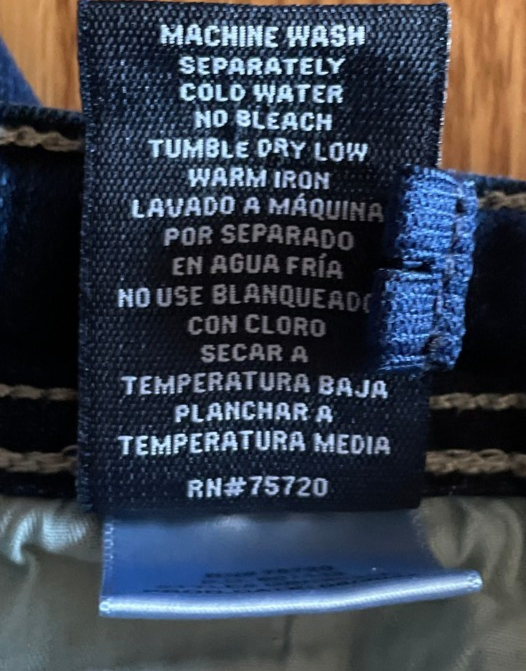 MACHINE WASH
SEPARATELY
COLD WATER
NO BLEACH
TUMBLE DRY LOW
WARM IRON
LAVADO A MÁQUINA
POR SEPARADO
EN AGUA FRÍA
NO USE BLANQUEADO
CON CLORO
SECAR A
TEMPERATURA BAJA
PLANCHAR A
TEMPERATURA MEDIA
RN#75720